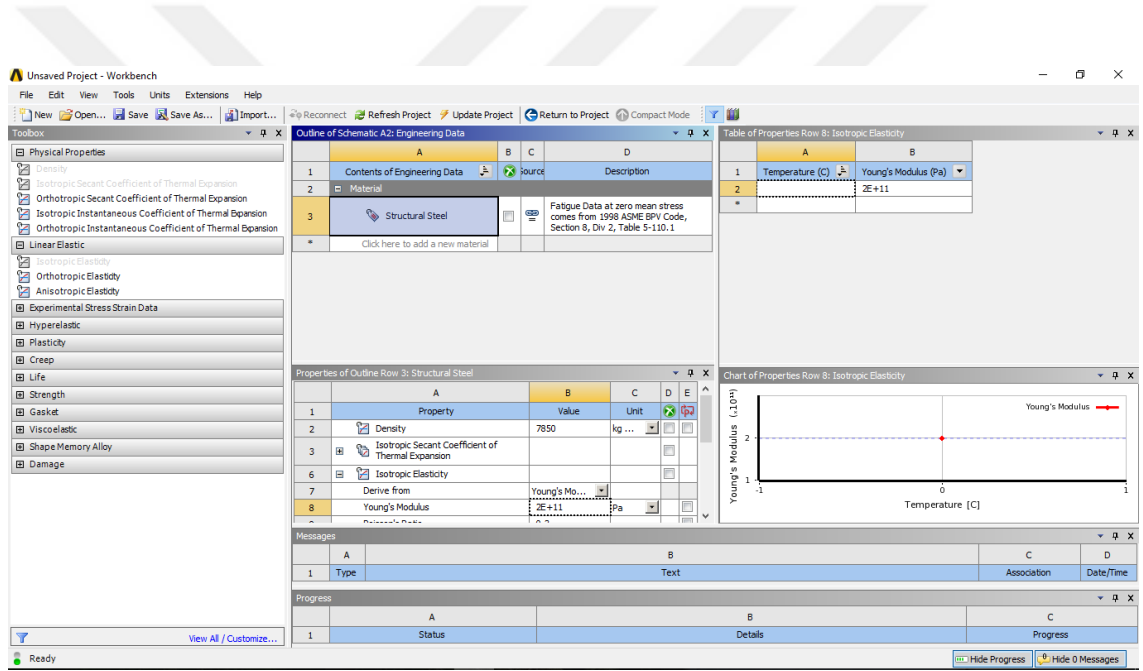 Unsaved Project - Workbench
File Edit View Tools Units Extensions Help
New Open... Save Save As... Import... Reconnect Refresh Project Update Project Return to Project Compact Mode
Toolbox
Physical Properties
Density
Isotropic Secant Coefficient of Thermal Expansion
Orthotropic Secant Coefficient of Thermal Expansion
Isotropic Instantaneous Coefficient of Thermal Expansion
Orthotropic Instantaneous Coefficient of Thermal Expansion
Linear Elastic
Isotropic Elasticity
Orthotropic Elasticity
Anisotropic Elasticity
Experimental Stress Strain Data
Hyperelastic
Plasticity
Creep
Life
Strength
Gasket
Viscoelastic
Shape Memory Alloy
Damage
View All / Customize...
Outline of Schematic A2: Engineering Data
A B C D
1 Contents of Engineering Data Source Description
2 Material
3 Structural Steel
Fatigue Data at zero mean stress
comes from 1998 ASME BPV Code,
Section 8, Div 2, Table 5-110.1
* Click here to add a new material
Table of Properties Row 8: Isotropic Elasticity
A B
1 Temperature (C) Young's Modulus (Pa)
2 2E+11
*
Properties of Outline Row 3: Structural Steel
A B C D E
1 Property Value Unit
2 Density 7850 kg ...
3 Isotropic Secant Coefficient of
Thermal Expansion
6 Isotropic Elasticity
7 Derive from Young's Mo...
8 Young's Modulus 2E+11 Pa
Chart of Properties Row 8: Isotropic Elasticity
Young's Modulus (.10¹¹)
Young's Modulus
2
1
-1 0 1
Temperature [C]
Messages
A B C D
1 Type Text Association Date/Time
Progress
A B C
1 Status Details Progress
Ready
Hide Progress Hide 0 Messages